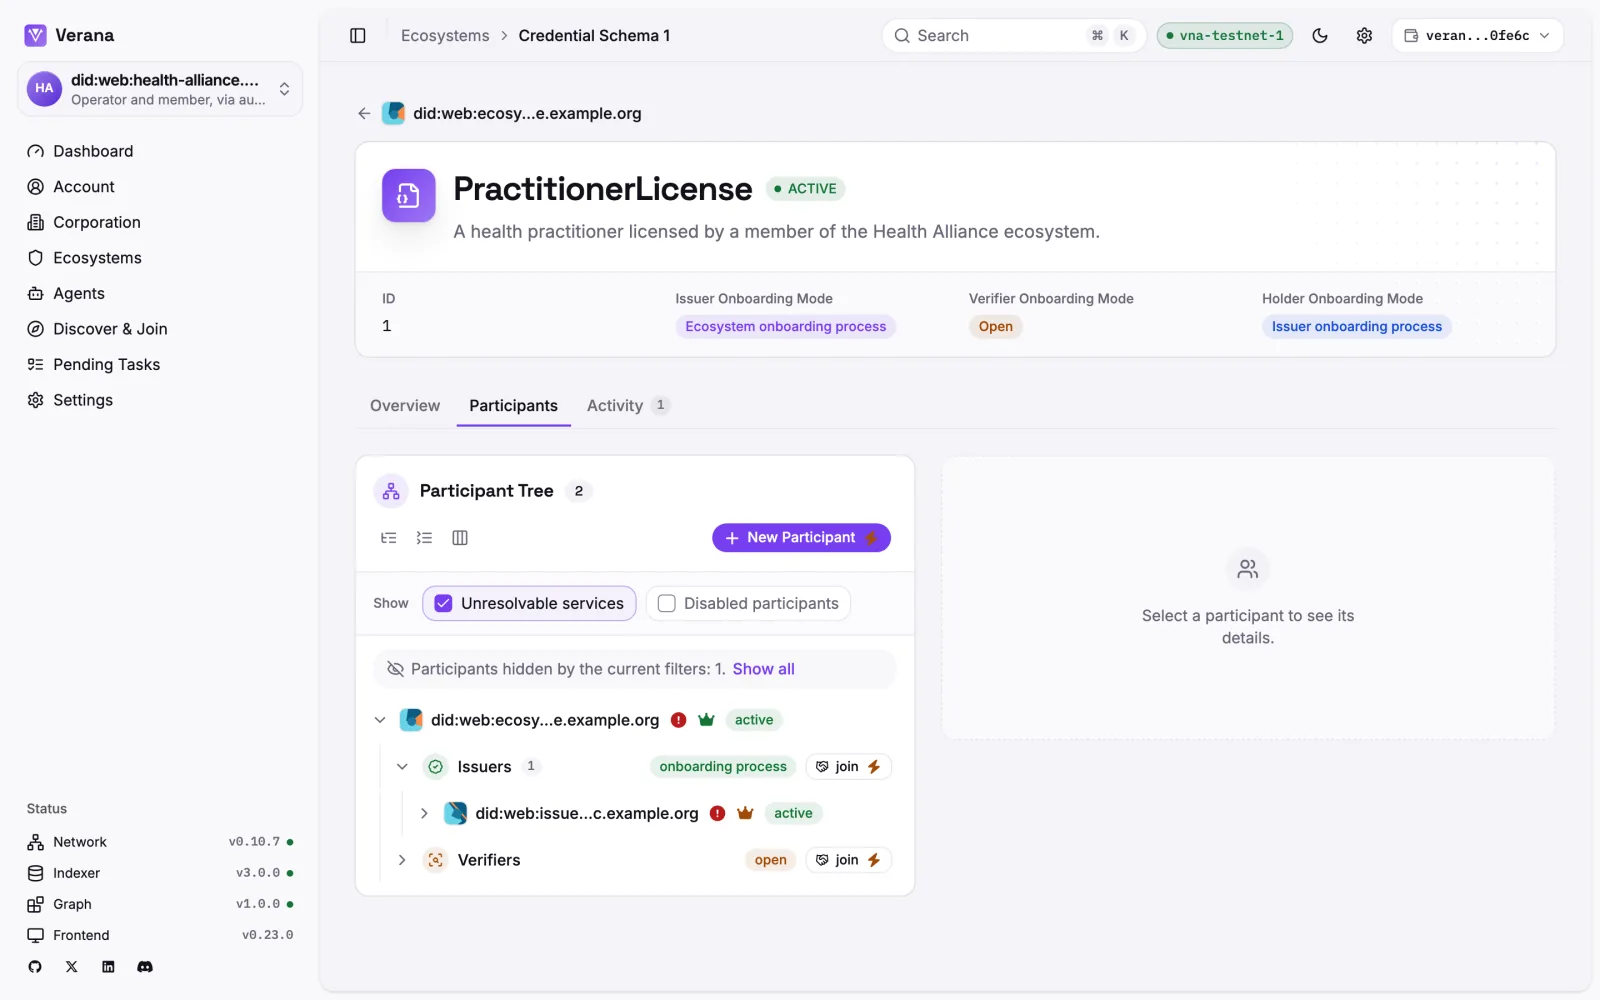 Verana
HA
did:web:health-alliance....
Operator and member, via au...
Dashboard
Account
Corporation
Ecosystems
Agents
Discover & Join
Pending Tasks
Settings
Status
Network v0.10.7
Indexer v3.0.0
Graph v1.0.0
Frontend v0.23.0
Ecosystems > Credential Schema 1
Search ⌘ K
vna-testnet-1
veran...0fe6c
did:web:ecosy...e.example.org
PractitionerLicense ACTIVE
A health practitioner licensed by a member of the Health Alliance ecosystem.
ID Issuer Onboarding Mode Verifier Onboarding Mode Holder Onboarding Mode
1 Ecosystem onboarding process Open Issuer onboarding process
Overview Participants Activity 1
Participant Tree 2
New Participant
Show Unresolvable services Disabled participants
Participants hidden by the current filters: 1. Show all
did:web:ecosy...e.example.org active
Issuers 1 onboarding process join
did:web:issue...c.example.org active
Verifiers open join
Select a participant to see its
details.